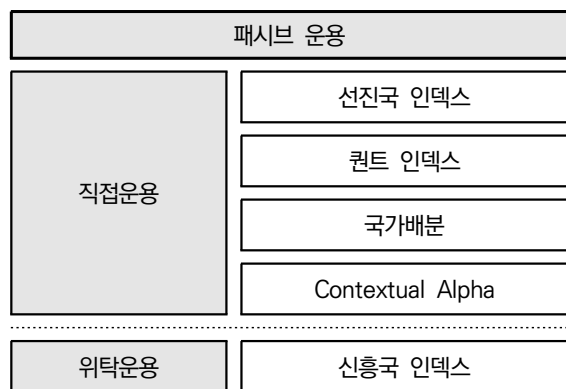 패시브 운용
선진국 인덱스
퀀트 인덱스
직접운용
국가배분
Contextual Alpha
위탁운용
신흥국 인덱스